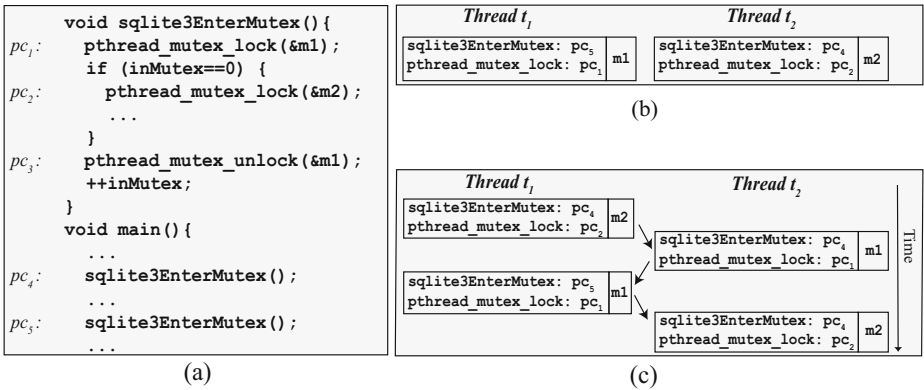 void sqlite3EnterMutex(){
pc1: pthread_mutex_lock(&m1);
if (inMutex==0) {
pc2: pthread_mutex_lock(&m2);
...
}
pc3: pthread_mutex_unlock(&m1);
++inMutex;
}
void main(){
...
pc4: sqlite3EnterMutex();
...
pc5: sqlite3EnterMutex();
...
(a)
Thread t1 Thread t2
sqlite3EnterMutex: pc5
pthread_mutex_lock: pc1
m1
sqlite3EnterMutex: pc4
pthread_mutex_lock: pc2
m2
(b)
Thread t1 Thread t2
sqlite3EnterMutex: pc4
pthread_mutex_lock: pc2
m2
sqlite3EnterMutex: pc4
pthread_mutex_lock: pc1
m1
sqlite3EnterMutex: pc5
pthread_mutex_lock: pc1
m1
sqlite3EnterMutex: pc4
pthread_mutex_lock: pc2
m2
Time
(c)